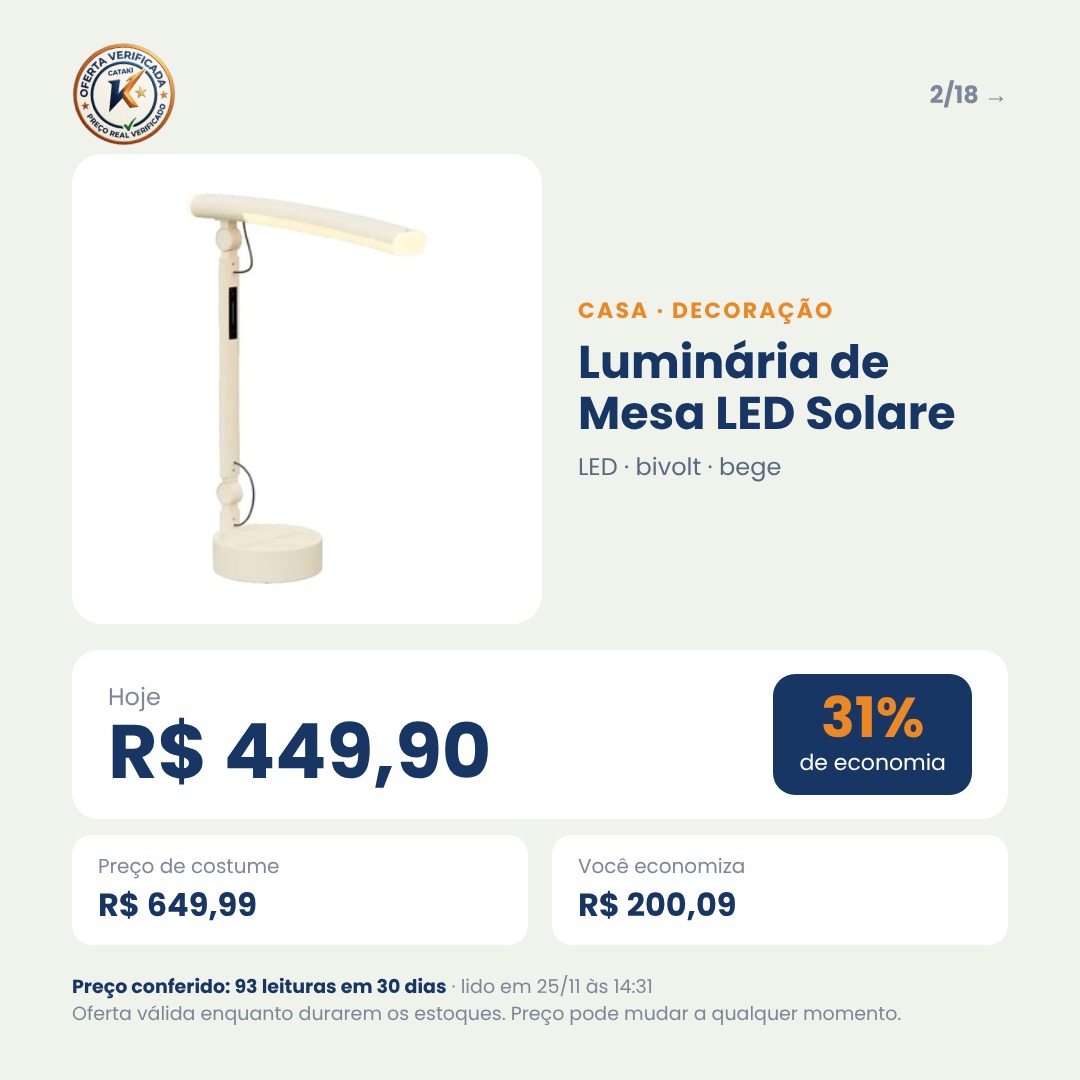 OFERTA VERIFICADA
CATAKI
K
PREÇO REAL VERIFICADO
2/18 →
CASA · DECORAÇÃO
Luminária de
Mesa LED Solare
LED · bivolt · bege
Hoje
R$ 449,90
31%
de economia
Preço de costume
R$ 649,99
Você economiza
R$ 200,09
Preço conferido: 93 leituras em 30 dias · lido em 25/11 às 14:31
Oferta válida enquanto durarem os estoques. Preço pode mudar a qualquer momento.